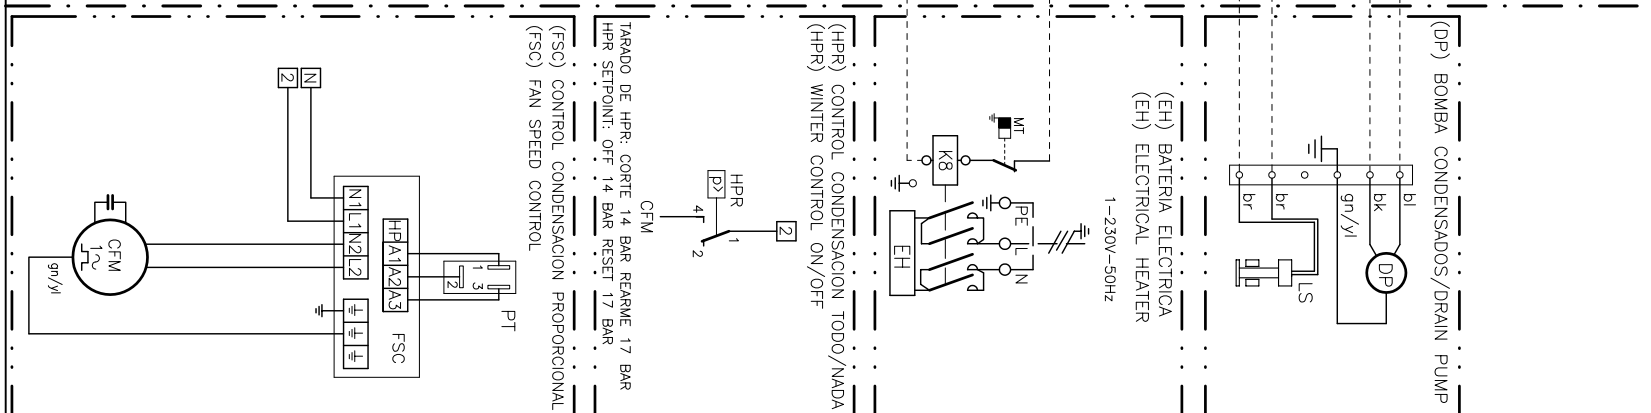 (FSC) CONTROL CONDENSACION PROPORCIONAL
(FSC) FAN SPEED CONTROL
N
2
N1
L1
N2
L2
HP
A1
A2
A3
1
3
2
PT
FSC
CFM
1~
gn/yl
(HPR) CONTROL CONDENSACION TODO/NADA
(HPR) WINTER CONTROL ON/OFF
TARADO DE HPR: CORTE 14 BAR REARME 17 BAR
HPR SETPOINT: OFF 14 BAR RESET 17 BAR
HPR
p>
2
4
1
2
CFM
(EH) BATERIA ELECTRICA
(EH) ELECTRICAL HEATER
1-230V-50Hz
MT
K8
PE
L
N
EH
(DP) BOMBA CONDENSADOS/DRAIN PUMP
bl
bk
gn/yl
br
br
DP
LS